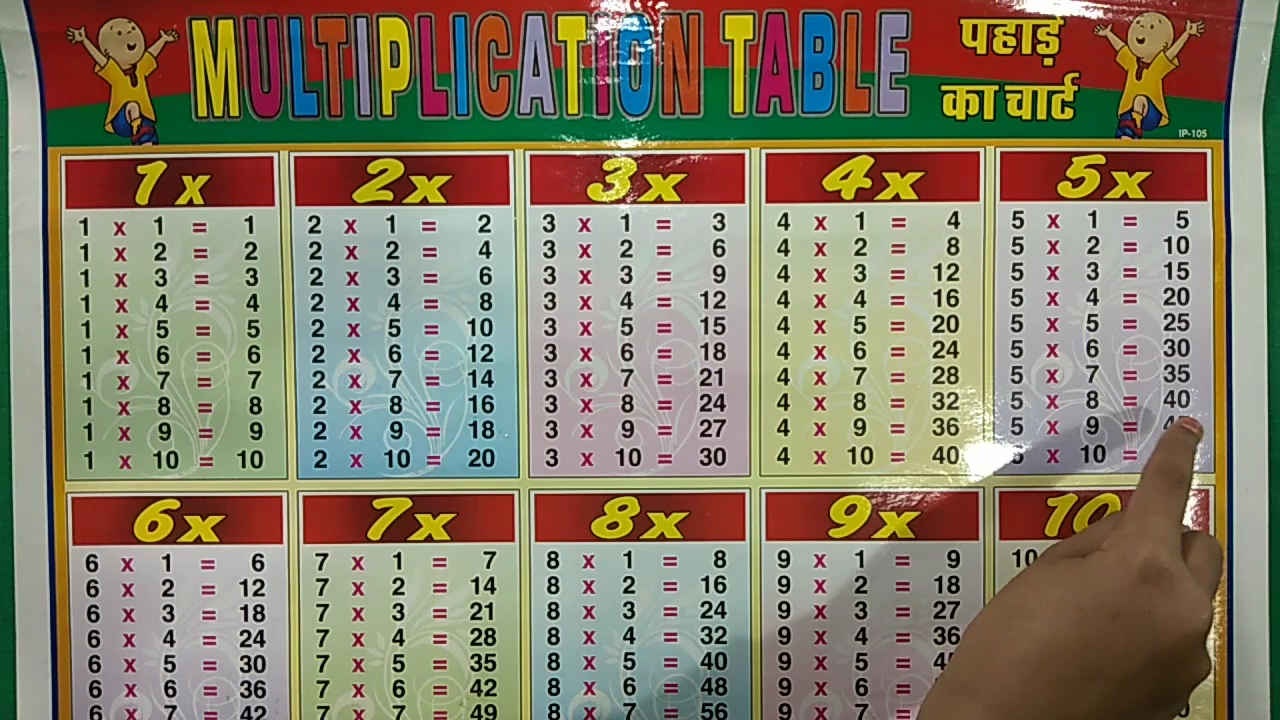 MULTIPLICATION TABLE
पहाड़े
का चार्ट
IP-105
1x 2x 3x 4x 5x
1 x 1 = 1 2 x 1 = 2 3 x 1 = 3 4 x 1 = 4 5 x 1 = 5
1 x 2 = 2 2 x 2 = 4 3 x 2 = 6 4 x 2 = 8 5 x 2 = 10
1 x 3 = 3 2 x 3 = 6 3 x 3 = 9 4 x 3 = 12 5 x 3 = 15
1 x 4 = 4 2 x 4 = 8 3 x 4 = 12 4 x 4 = 16 5 x 4 = 20
1 x 5 = 5 2 x 5 = 10 3 x 5 = 15 4 x 5 = 20 5 x 5 = 25
1 x 6 = 6 2 x 6 = 12 3 x 6 = 18 4 x 6 = 24 5 x 6 = 30
1 x 7 = 7 2 x 7 = 14 3 x 7 = 21 4 x 7 = 28 5 x 7 = 35
1 x 8 = 8 2 x 8 = 16 3 x 8 = 24 4 x 8 = 32 5 x 8 = 40
1 x 9 = 9 2 x 9 = 18 3 x 9 = 27 4 x 9 = 36 5 x 9 =
1 x 10 = 10 2 x 10 = 20 3 x 10 = 30 4 x 10 = 40 5 x 10 =
6x 7x 8x 9x 10
6 x 1 = 6 7 x 1 = 7 8 x 1 = 8 9 x 1 = 9 10
6 x 2 = 12 7 x 2 = 14 8 x 2 = 16 9 x 2 = 18
6 x 3 = 18 7 x 3 = 21 8 x 3 = 24 9 x 3 = 27
6 x 4 = 24 7 x 4 = 28 8 x 4 = 32 9 x 4 = 36
6 x 5 = 30 7 x 5 = 35 8 x 5 = 40 9 x 5 =
6 x 6 = 36 7 x 6 = 42 8 x 6 = 48 9 x 6 =
6 x 7 = 42 7 x 7 = 49 8 x 7 = 56 9 x 7 =